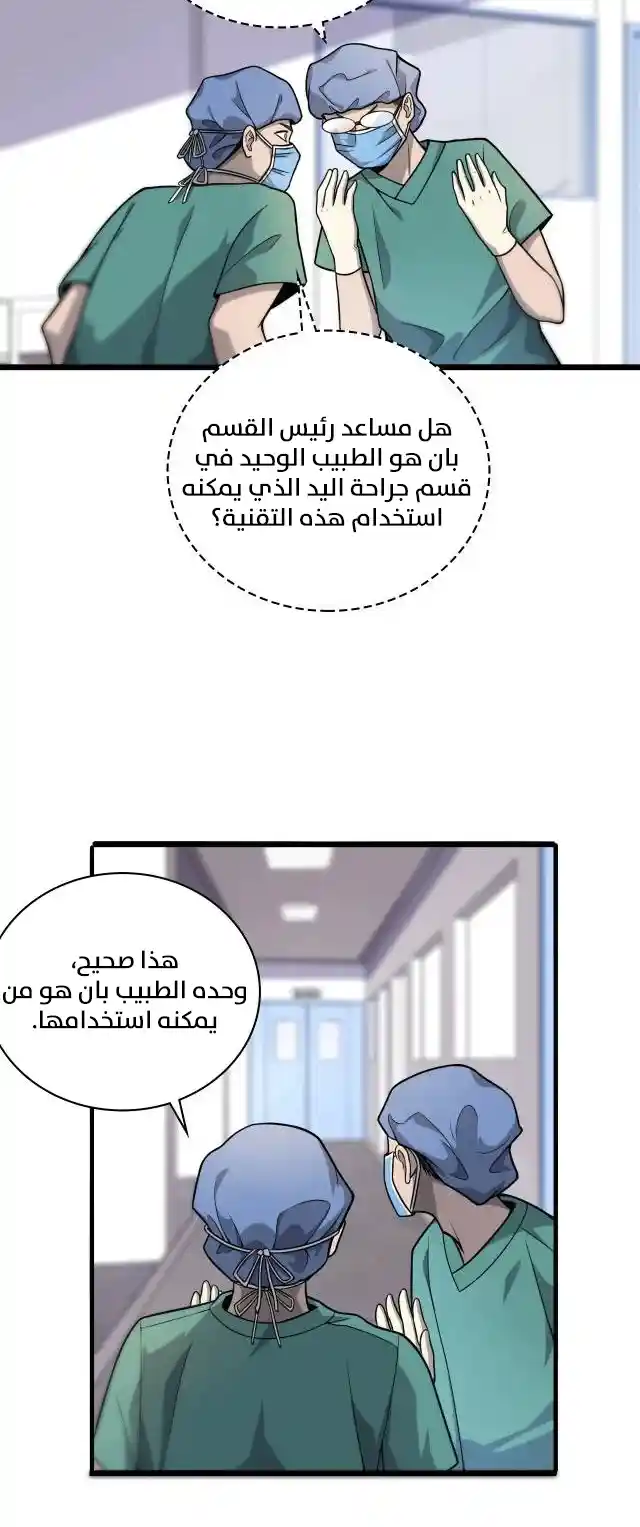 هل مساعد رئيس القسم
بان هو الطبيب الوحيد في
قسم جراحة اليد الذي يمكنه
استخدام هذه التقنية؟
هذا صحيح،
وحده الطبيب بان هو من
يمكنه استخدامها.